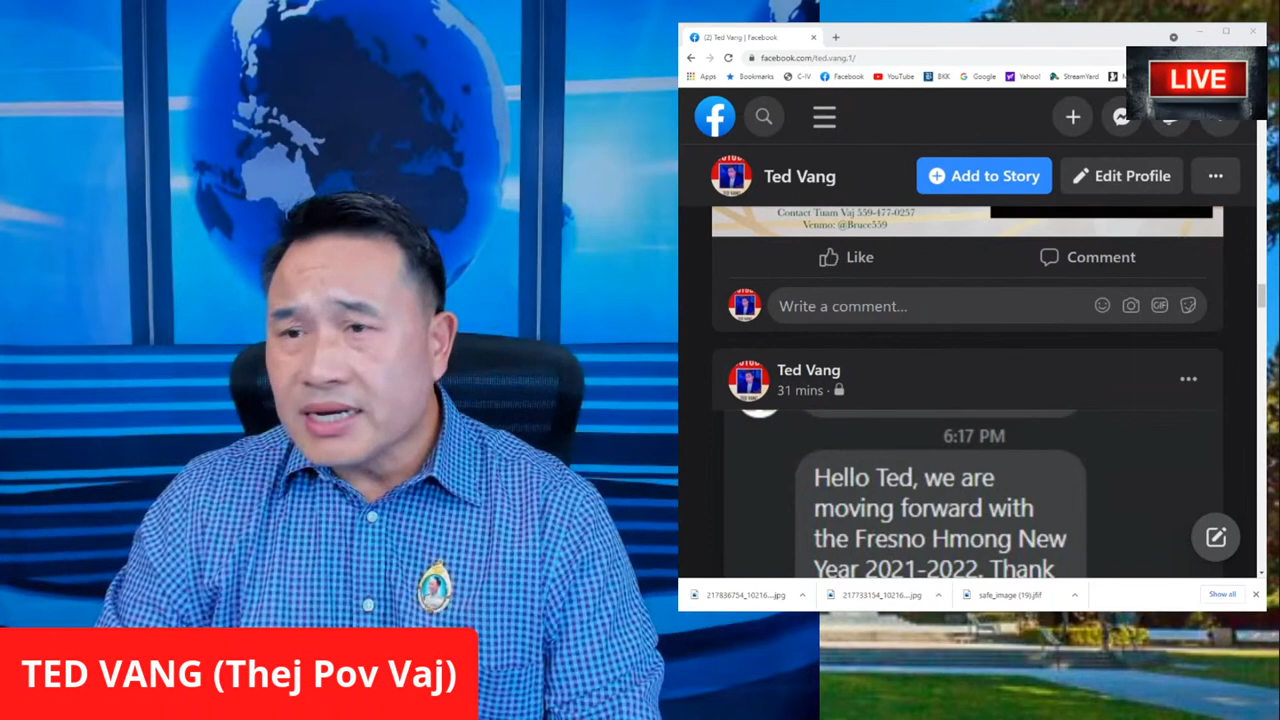 (2) Ted Vang | Facebook
facebook.com/ted.vang.1/
Apps Bookmarks C-IV Facebook YouTube BKK Google Yahoo! StreamYard
LIVE
Ted Vang
Add to Story
Edit Profile
Contact Tuam Vaj 559-477-0257
Venmo: @Bruce559
Like
Comment
Write a comment...
GIF
Ted Vang
31 mins ·
6:17 PM
Hello Ted, we are
moving forward with
the Fresno Hmong New
Year 2021-2022. Thank
217836754_10216....jpg
217733154_10216....jpg
safe_image (19).jfif
Show all
TED VANG (Thej Pov Vaj)